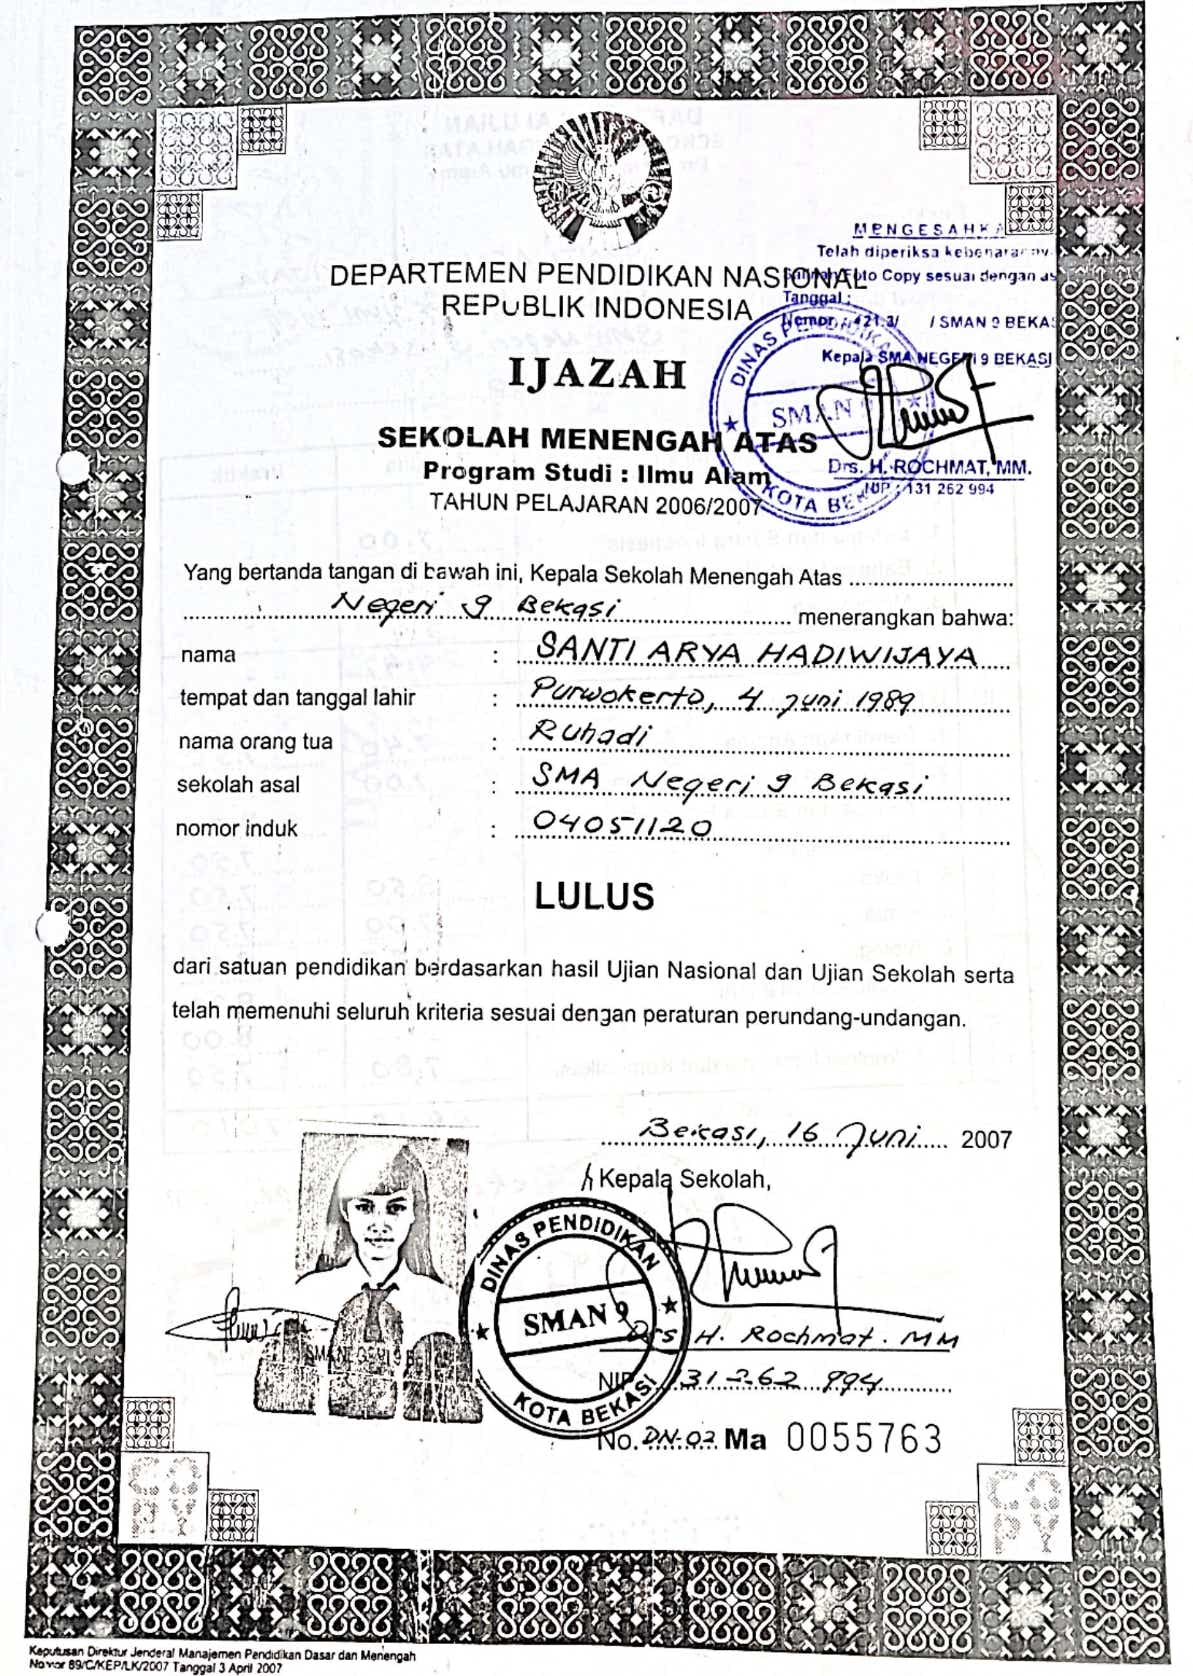 MENGESAHKA
Telah diperiksa kebenarannya
Foto Copy sesuai dengan as
Tanggal :
Nomor : 421.3/ / SMAN 9 BEKAS
Kepala SMA NEGERI 9 BEKASI
DINAS PENDIDIKAN
SMAN 9
KOTA BEKASI
Drs. H. ROCHMAT, MM.
NIP : 131 262 994
DEPARTEMEN PENDIDIKAN NASIONAL
REPUBLIK INDONESIA
IJAZAH
SEKOLAH MENENGAH ATAS
Program Studi : Ilmu Alam
TAHUN PELAJARAN 2006/2007
Yang bertanda tangan di bawah ini, Kepala Sekolah Menengah Atas
Negeri 9 Bekasi menerangkan bahwa:
nama : SANTI ARYA HADIWIJAYA
tempat dan tanggal lahir : Purwokerto, 4 Juni 1989
nama orang tua : Ruhadi
sekolah asal : SMA Negeri 9 Bekasi
nomor induk : 04051120
LULUS
dari satuan pendidikan berdasarkan hasil Ujian Nasional dan Ujian Sekolah serta
telah memenuhi seluruh kriteria sesuai dengan peraturan perundang-undangan.
Bekasi, 16 Juni 2007
Kepala Sekolah,
DINAS PENDIDIKAN
SMAN 9
KOTA BEKASI
Drs H. Rochmat. MM
NIP 131 262 994
No. DN-02 Ma 0055763
COPY
COPY
Keputusan Direktur Jenderal Manajemen Pendidikan Dasar dan Menengah
Nomor 89/C/KEP/LK/2007 Tanggal 3 April 2007